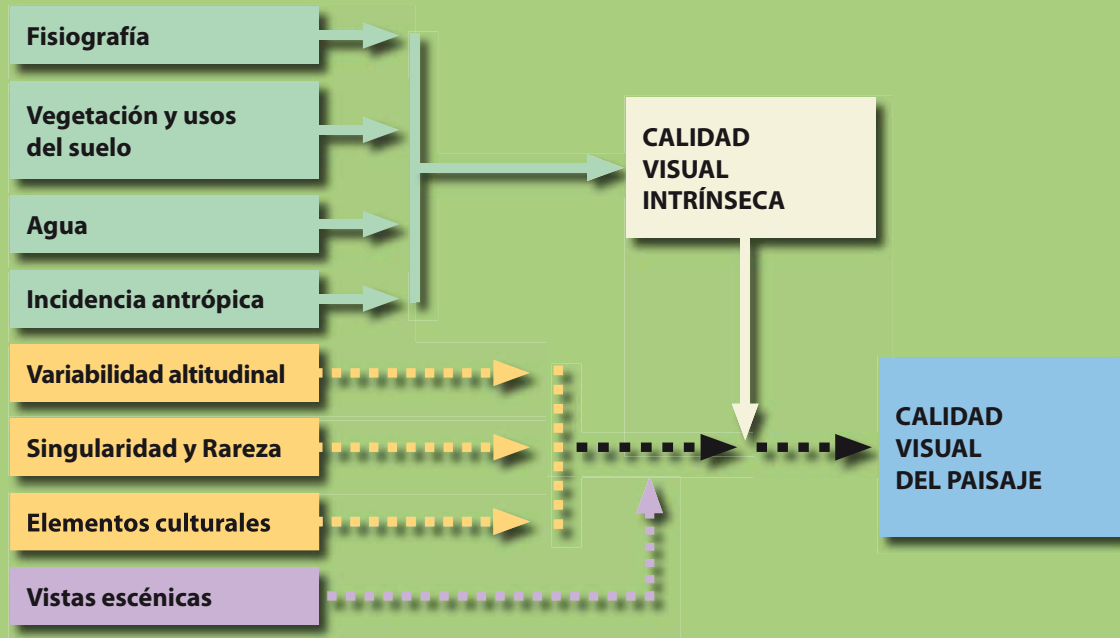 Fisiografía
Vegetación y usos
del suelo
Agua
Incidencia antrópica
Variabilidad altitudinal
Singularidad y Rareza
Elementos culturales
Vistas escénicas
CALIDAD
VISUAL
INTRÍNSECA
CALIDAD
VISUAL
DEL PAISAJE